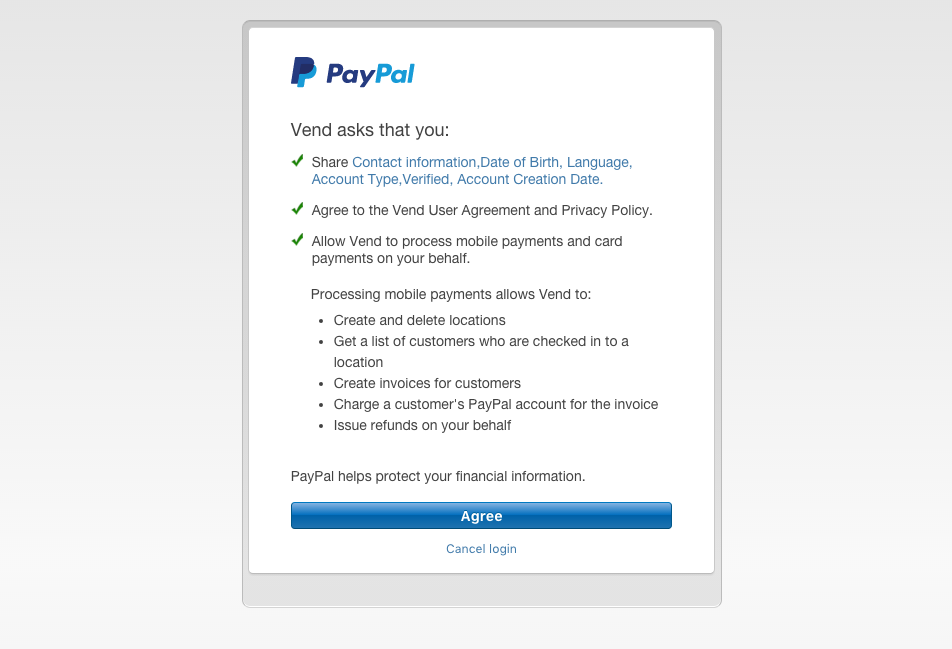 PayPal
Vend asks that you:
Share Contact information,Date of Birth, Language,
Account Type,Verified, Account Creation Date.
Agree to the Vend User Agreement and Privacy Policy.
Allow Vend to process mobile payments and card
payments on your behalf.
Processing mobile payments allows Vend to:
• Create and delete locations
• Get a list of customers who are checked in to a
location
• Create invoices for customers
• Charge a customer's PayPal account for the invoice
• Issue refunds on your behalf
PayPal helps protect your financial information.
Agree
Cancel login